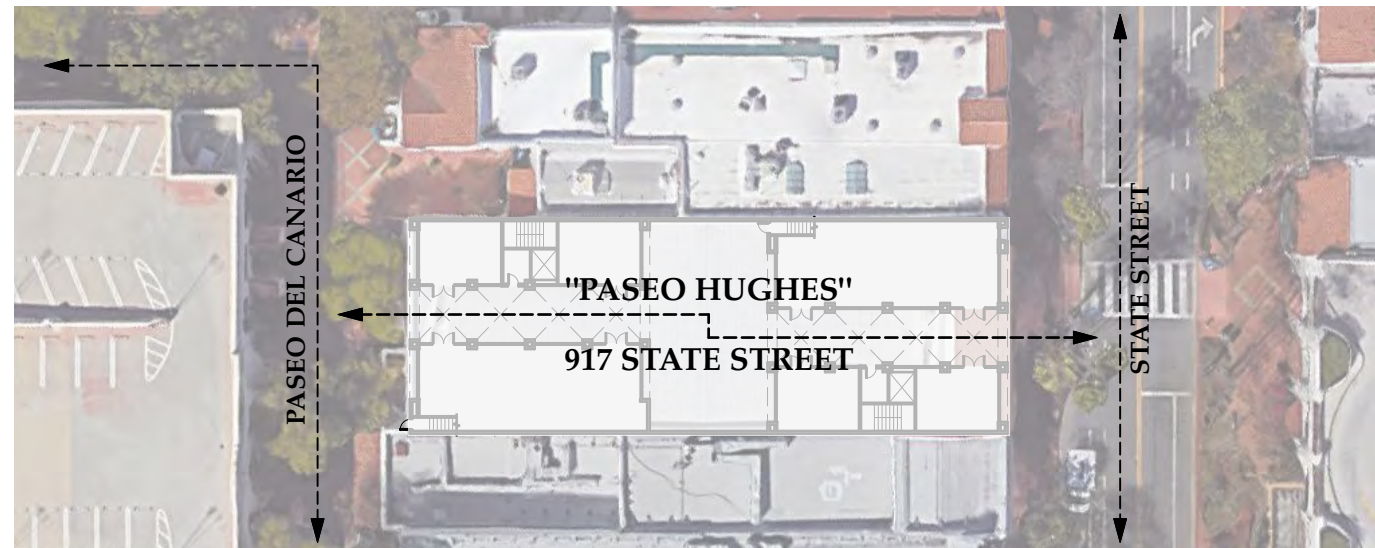 PASEO DEL CANARIO
"PASEO HUGHES"
917 STATE STREET
STATE STREET